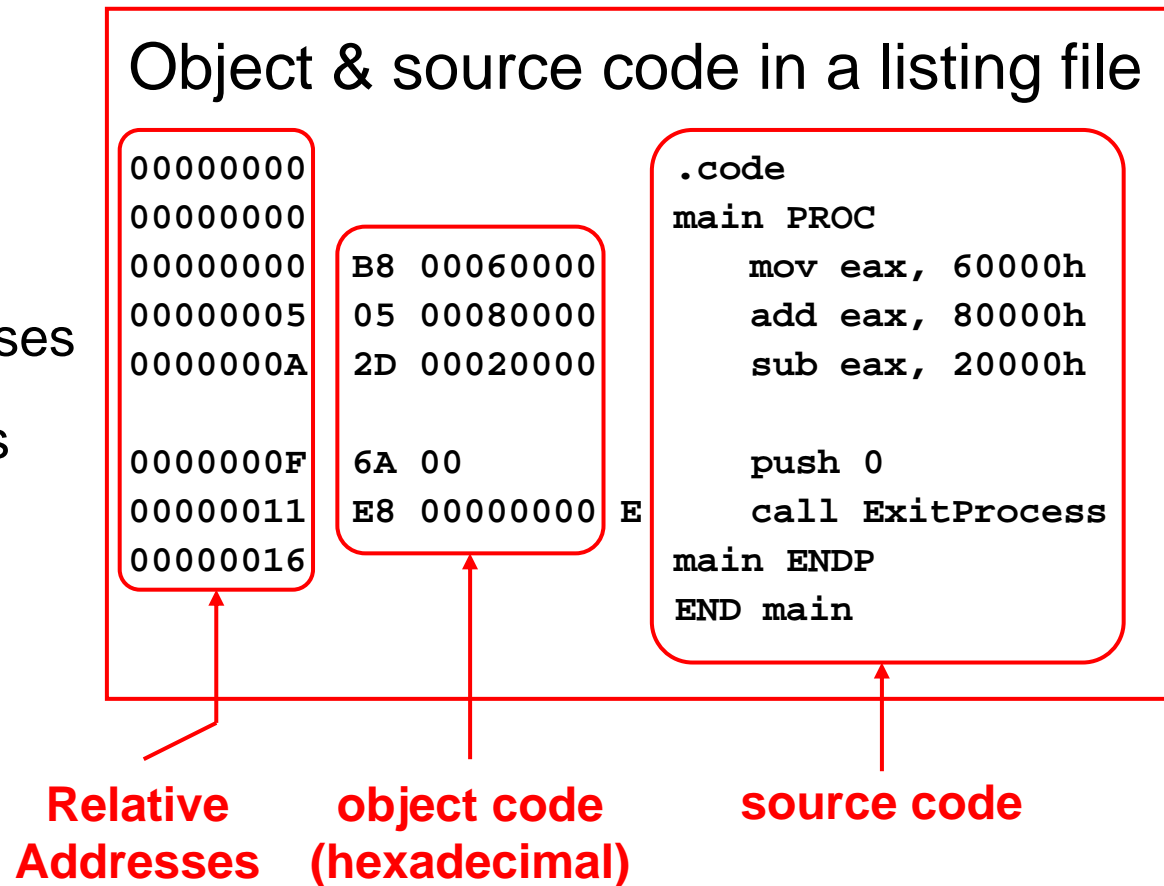 Object & source code in a listing file
00000000 .code
00000000 main PROC
00000000 B8 00060000 mov eax, 60000h
00000005 05 00080000 add eax, 80000h
ses
0000000A 2D 00020000 sub eax, 20000h
s
0000000F 6A 00 push 0
00000011 E8 00000000 E call ExitProcess
00000016 main ENDP
END main
Relative Addresses
object code (hexadecimal)
source code